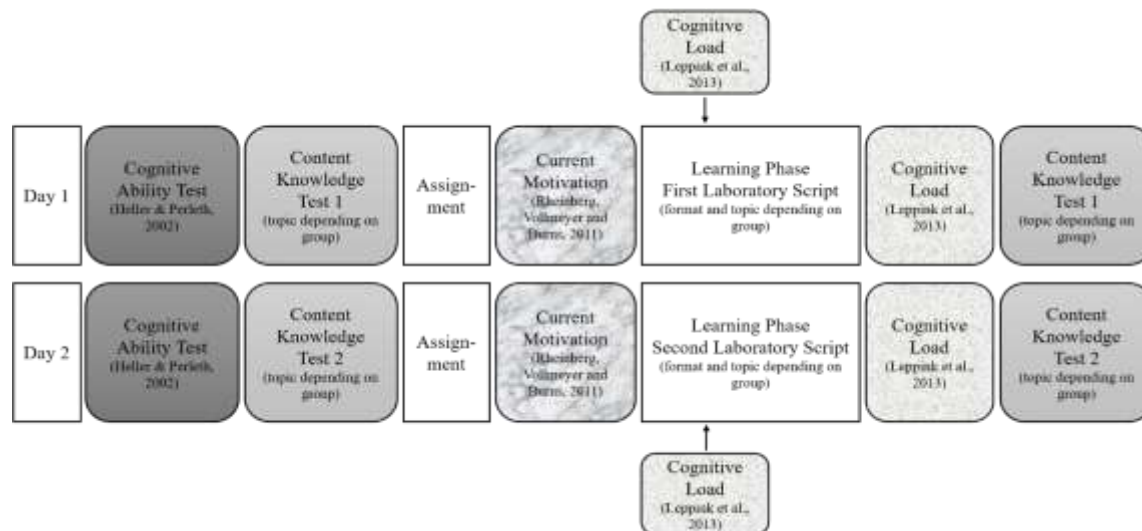 Cognitive
Load
(Leppink et al.,
2013)
Day 1
Cognitive
Ability Test
(Heller & Perleth,
2002)
Content
Knowledge
Test 1
(topic depending on
group)
Assign-
ment
Current
Motivation
(Rheinberg,
Vollmeyer and
Burns, 2011)
Learning Phase
First Laboratory Script
(format and topic depending on
group)
Cognitive
Load
(Leppink et al.,
2013)
Content
Knowledge
Test 1
(topic depending on
group)
Day 2
Cognitive
Ability Test
(Heller & Perleth,
2002)
Content
Knowledge
Test 2
(topic depending on
group)
Assign-
ment
Current
Motivation
(Rheinberg,
Vollmeyer and
Burns, 2011)
Learning Phase
Second Laboratory Script
(format and topic depending on
group)
Cognitive
Load
(Leppink et al.,
2013)
Content
Knowledge
Test 2
(topic depending on
group)
Cognitive
Load
(Leppink et al.,
2013)